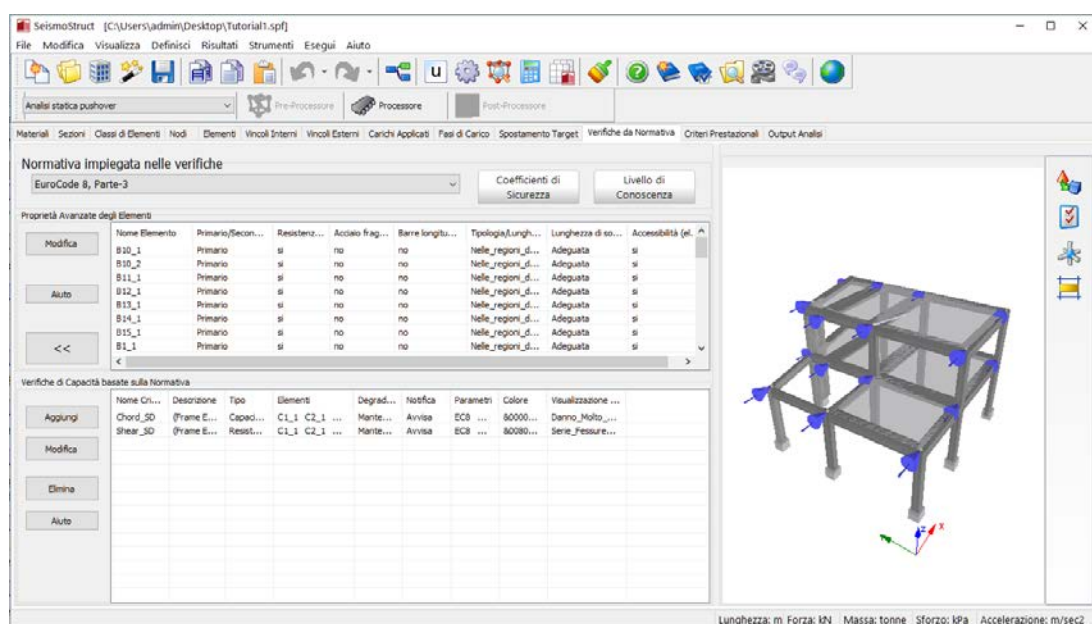 SeismoStruct [C:\Users\admin\Desktop\Tutorial1.spf]
File Modifica Visualizza Definisci Risultati Strumenti Esegui Aiuto
Analisi statica pushover Pre-Processore Processore Post-Processore
Materiali Sezioni Classi di Elementi Nodi Elementi Vincoli Interni Vincoli Esterni Carichi Applicati Fasi di Carico Spostamento Target Verifiche da Normativa Criteri Prestazionali Output Analisi
Normativa impiegata nelle verifiche
EuroCode 8, Parte-3
Coefficienti di Sicurezza
Livello di Conoscenza
Proprietà Avanzate degli Elementi
Modifica
Aiuto
<<
Nome Elemento Primario/Secon... Resistenz... Acciaio frag... Barre longitu... Tipologia/Lungh... Lunghezza di so... Accessibilità (el.
B10_1 Primario si no no Nelle_regioni_d... Adeguata si
B10_2 Primario si no no Nelle_regioni_d... Adeguata si
B11_1 Primario si no no Nelle_regioni_d... Adeguata si
B12_1 Primario si no no Nelle_regioni_d... Adeguata si
B13_1 Primario si no no Nelle_regioni_d... Adeguata si
B14_1 Primario si no no Nelle_regioni_d... Adeguata si
B15_1 Primario si no no Nelle_regioni_d... Adeguata si
B1_1 Primario si no no Nelle_regioni_d... Adeguata si
Verifiche di Capacità basate sulla Normativa
Aggiungi
Modifica
Elimina
Aiuto
Nome Cri... Descrizione Tipo Elementi Degrad... Notifica Parametri Colore Visualizzazione ...
Chord_SD (Frame E... Capac... C1_1 C2_1 ... Mante... Avvisa EC8 ... &0000... Danno_Molto_...
Shear_SD (Frame E... Resist... C1_1 C2_1 ... Mante... Avvisa EC8 ... &0080... Serie_Fessure...
z x
Lunghezza: m Forza: kN Massa: tonne Sforzo: kPa Accelerazione: m/sec2